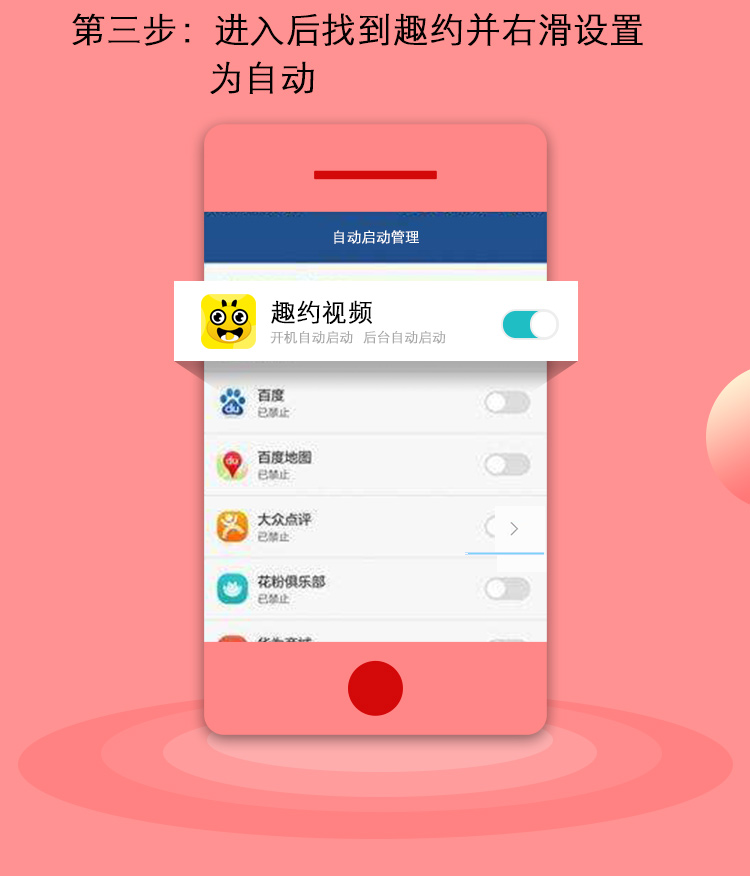 第三步：进入后找到趣约并右滑设置
为自动
自动启动管理
趣约视频
开机自动启动 后台自动启动
百度
已禁止
百度地图
已禁止
大众点评
已禁止
花粉俱乐部
已禁止